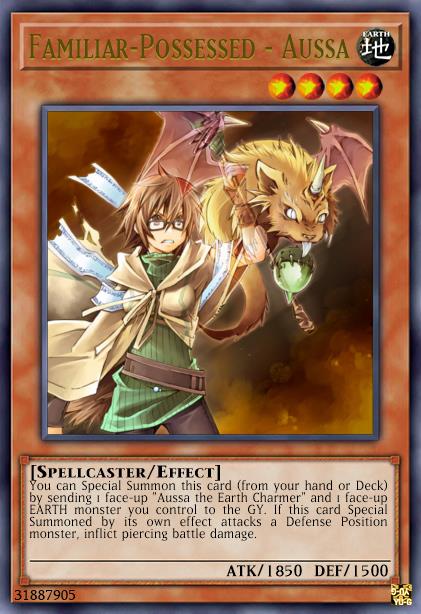 Familiar-Possessed - Aussa
EARTH
地
[Spellcaster/Effect]
You can Special Summon this card (from your hand or Deck)
by sending 1 face-up "Aussa the Earth Charmer" and 1 face-up
EARTH monster you control to the GY. If this card Special
Summoned by its own effect attacks a Defense Position
monster, inflict piercing battle damage.
ATK/1850 DEF/1500
31887905